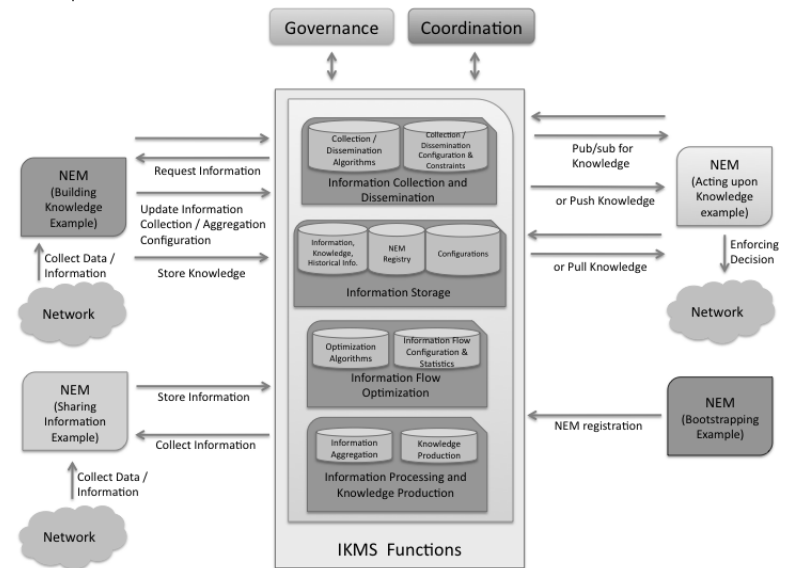 Governance
Coordination
Collection /
Dissemination
Algorithms
Collection /
Dissemination
Configuration &
Constraints
Information Collection and
Dissemination
Information,
Knowledge,
Historical Info.
NEM
Registry
Configurations
Information Storage
Optimization
Algorithms
Information Flow
Configuration &
Statistics
Information Flow
Optimization
Information
Aggregation
Knowledge
Production
Information Processing and
Knowledge Production
IKMS Functions
NEM
(Building
Knowledge
Example)
Request Information
Update Information
Collection / Aggregation
Configuration
Store Knowledge
Collect Data /
Information
Network
NEM
(Sharing
Information
Example)
Store Information
Collect Information
Collect Data /
Information
Network
Pub/sub for
Knowledge
or Push Knowledge
or Pull Knowledge
NEM
(Acting upon
Knowledge
example)
Enforcing
Decision
Network
NEM registration
NEM
(Bootstrapping
Example)